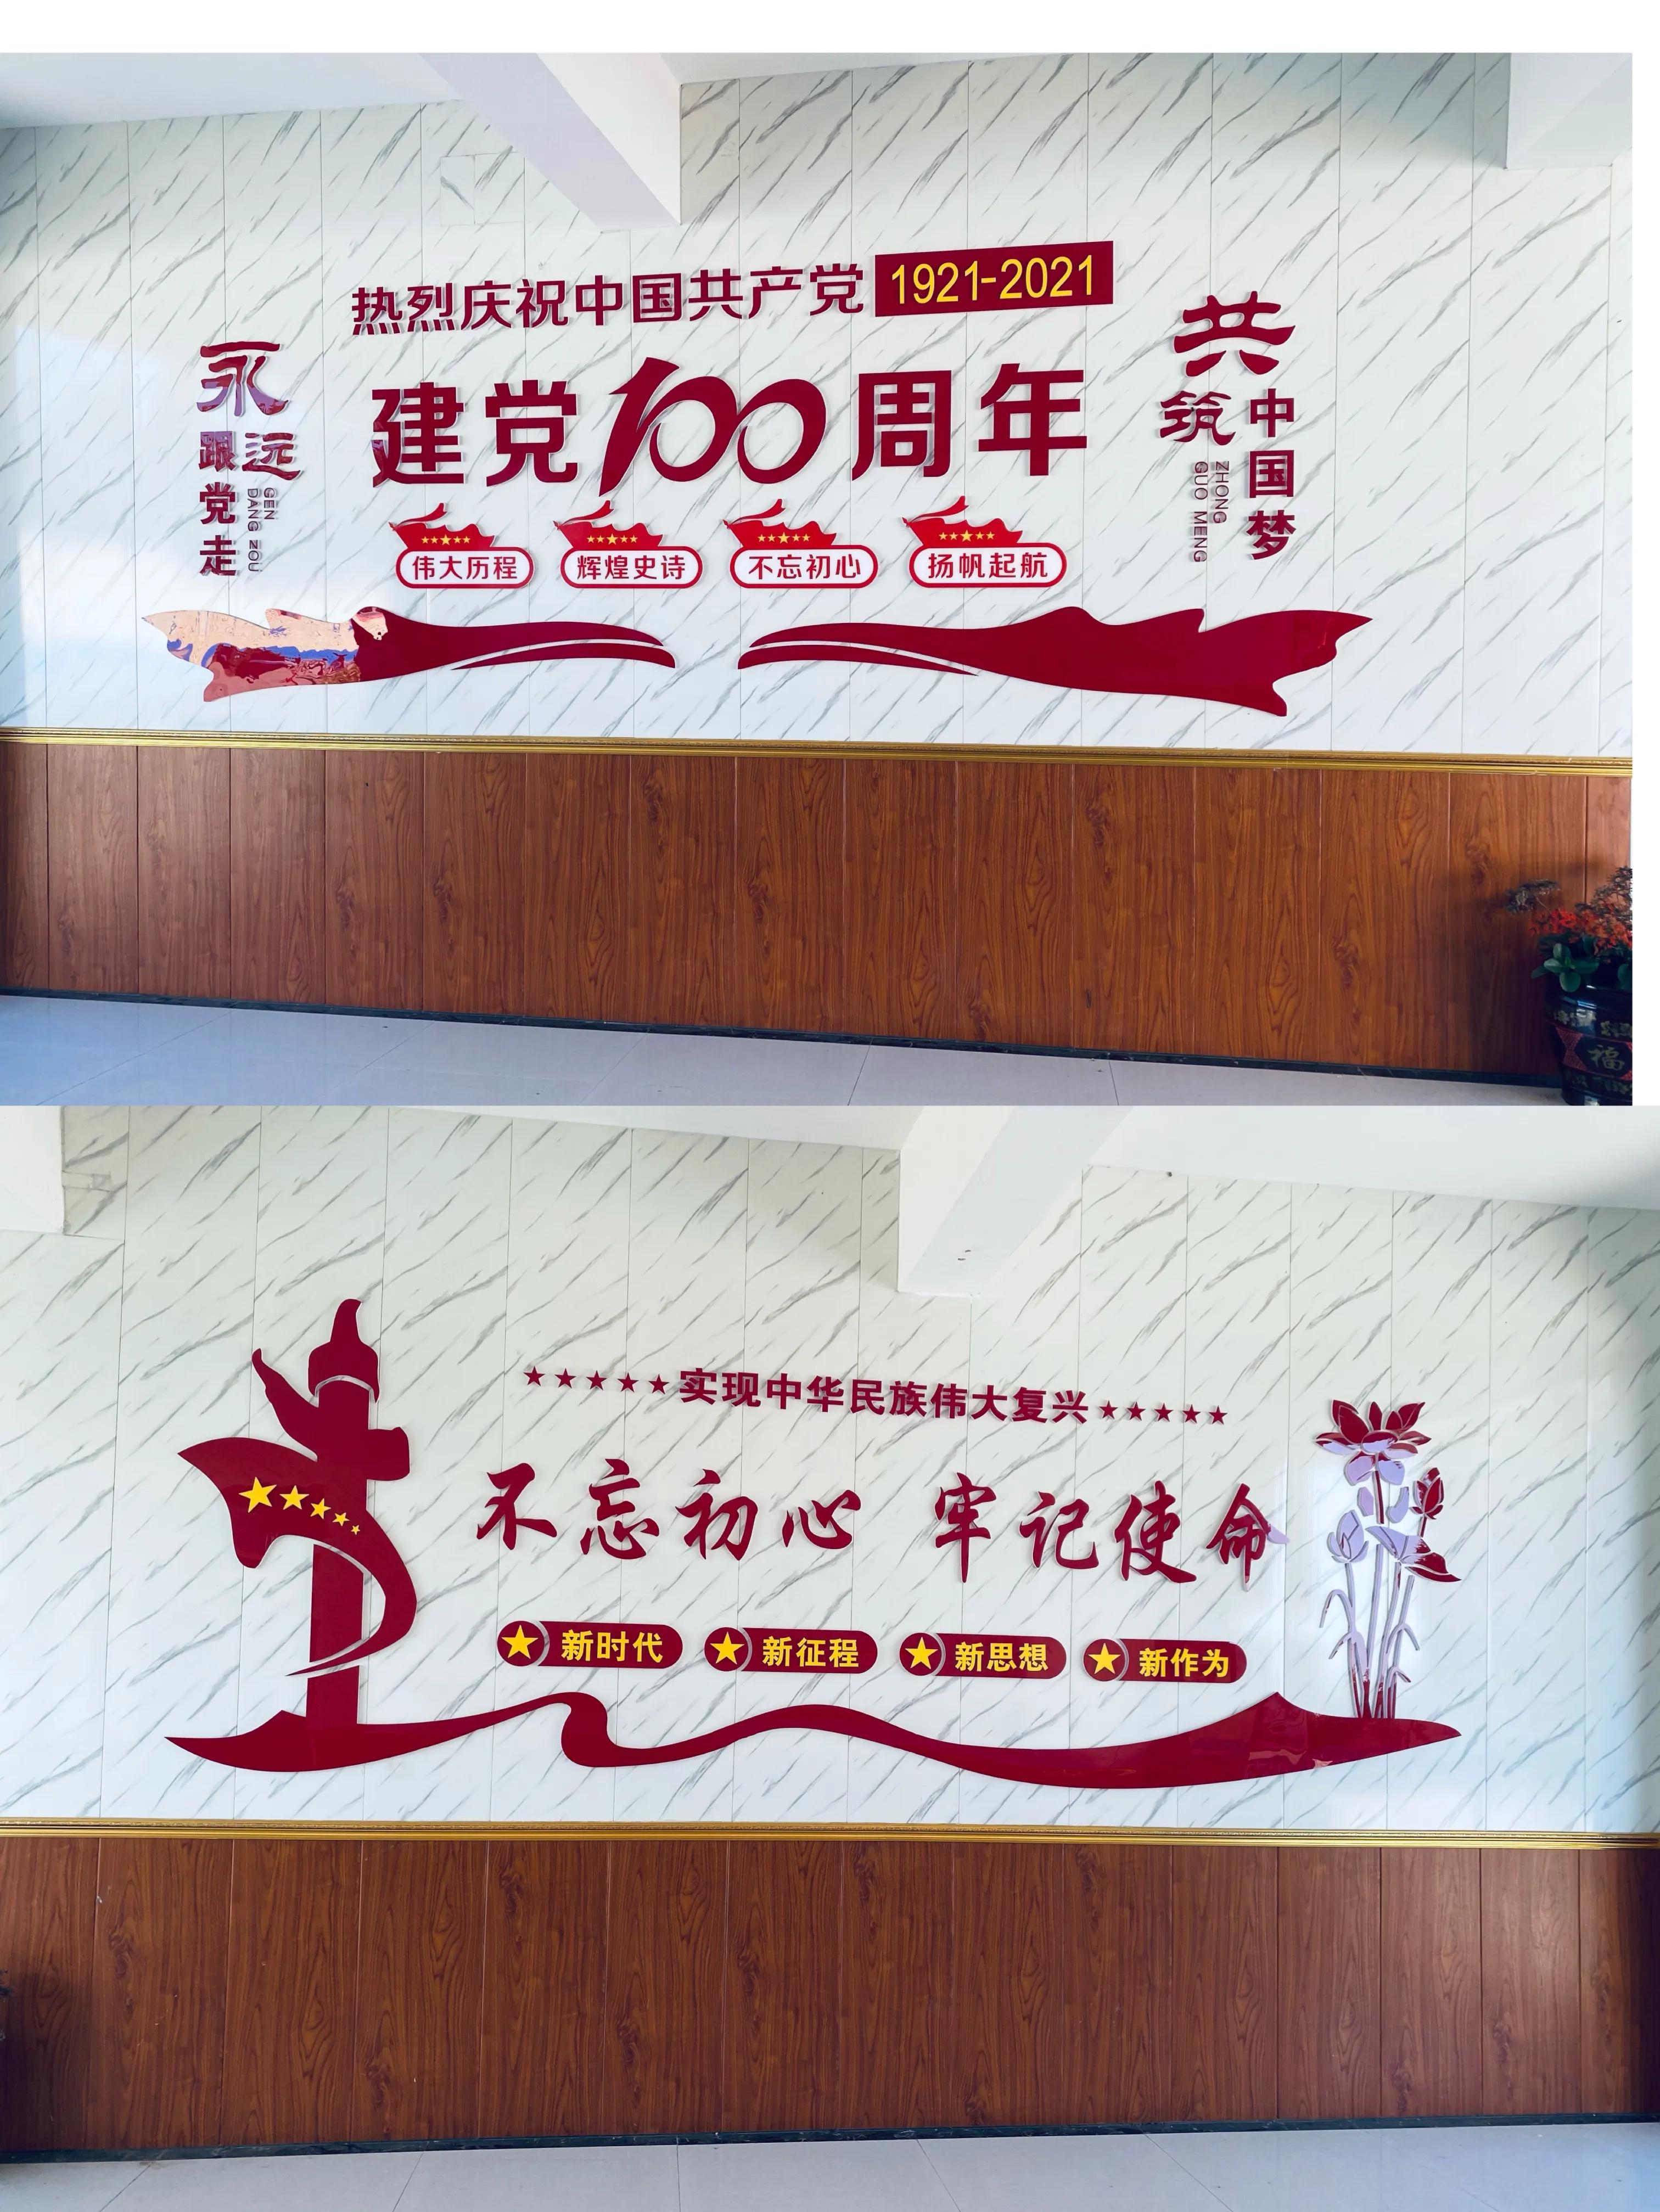 热烈庆祝中国共产党 1921-2021
建党100周年
永远
跟党走
GEN
DANG ZOU
共筑
中国梦
ZHONG
GUO MENG
伟大历程 辉煌史诗 不忘初心 扬帆起航
福
实现中华民族伟大复兴
不忘初心 牢记使命
新时代 新征程 新思想 新作为